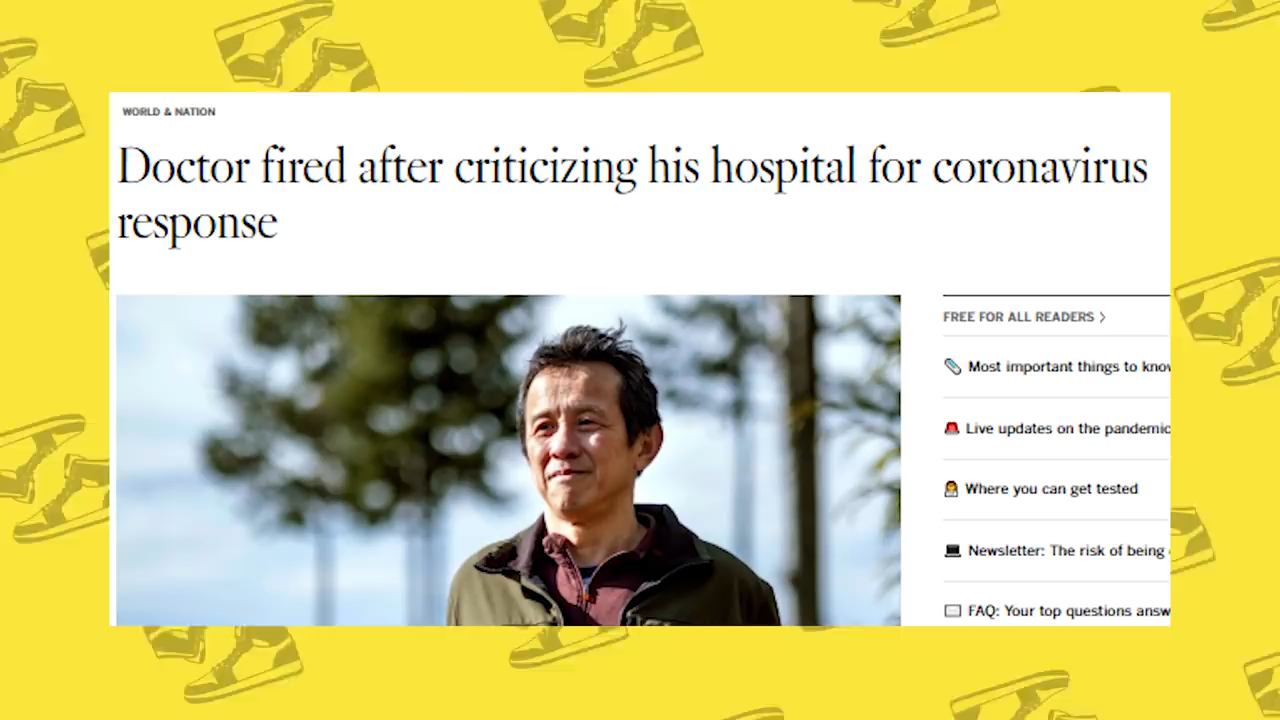 WORLD & NATION
Doctor fired after criticizing his hospital for coronavirus
response
FREE FOR ALL READERS >
Most important things to know
Live updates on the pandemic
Where you can get tested
Newsletter: The risk of being
FAQ: Your top questions answ